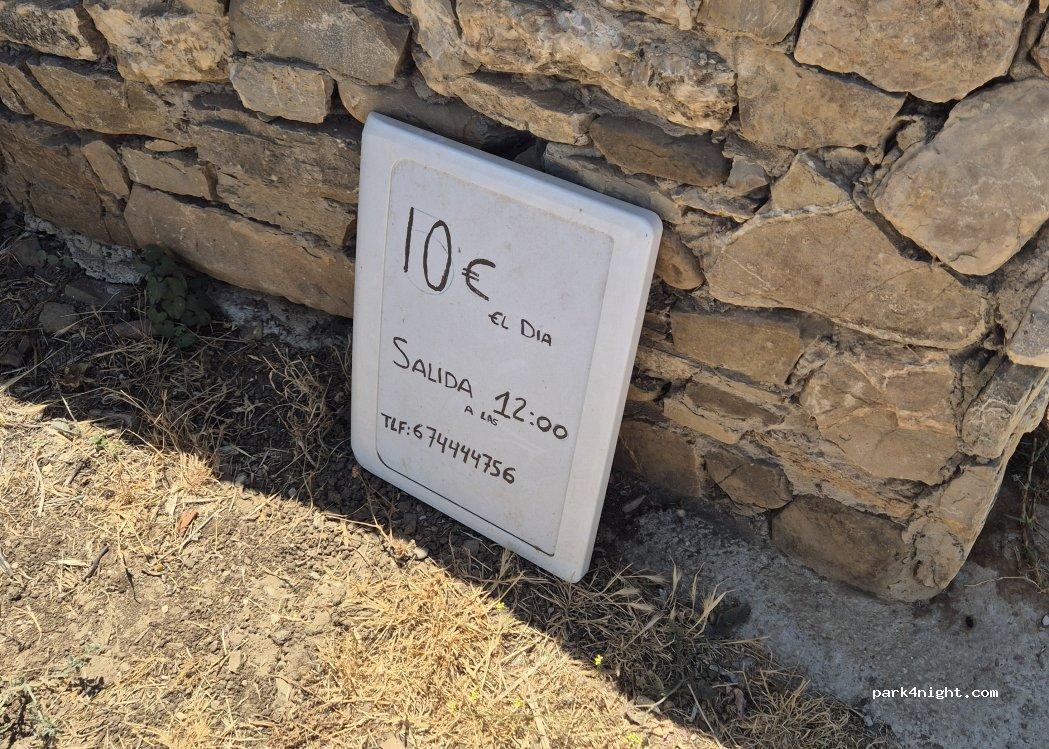 10 €
EL DIA
SALIDA
A LAS 12:00
TLF: 674444756
park4night.com